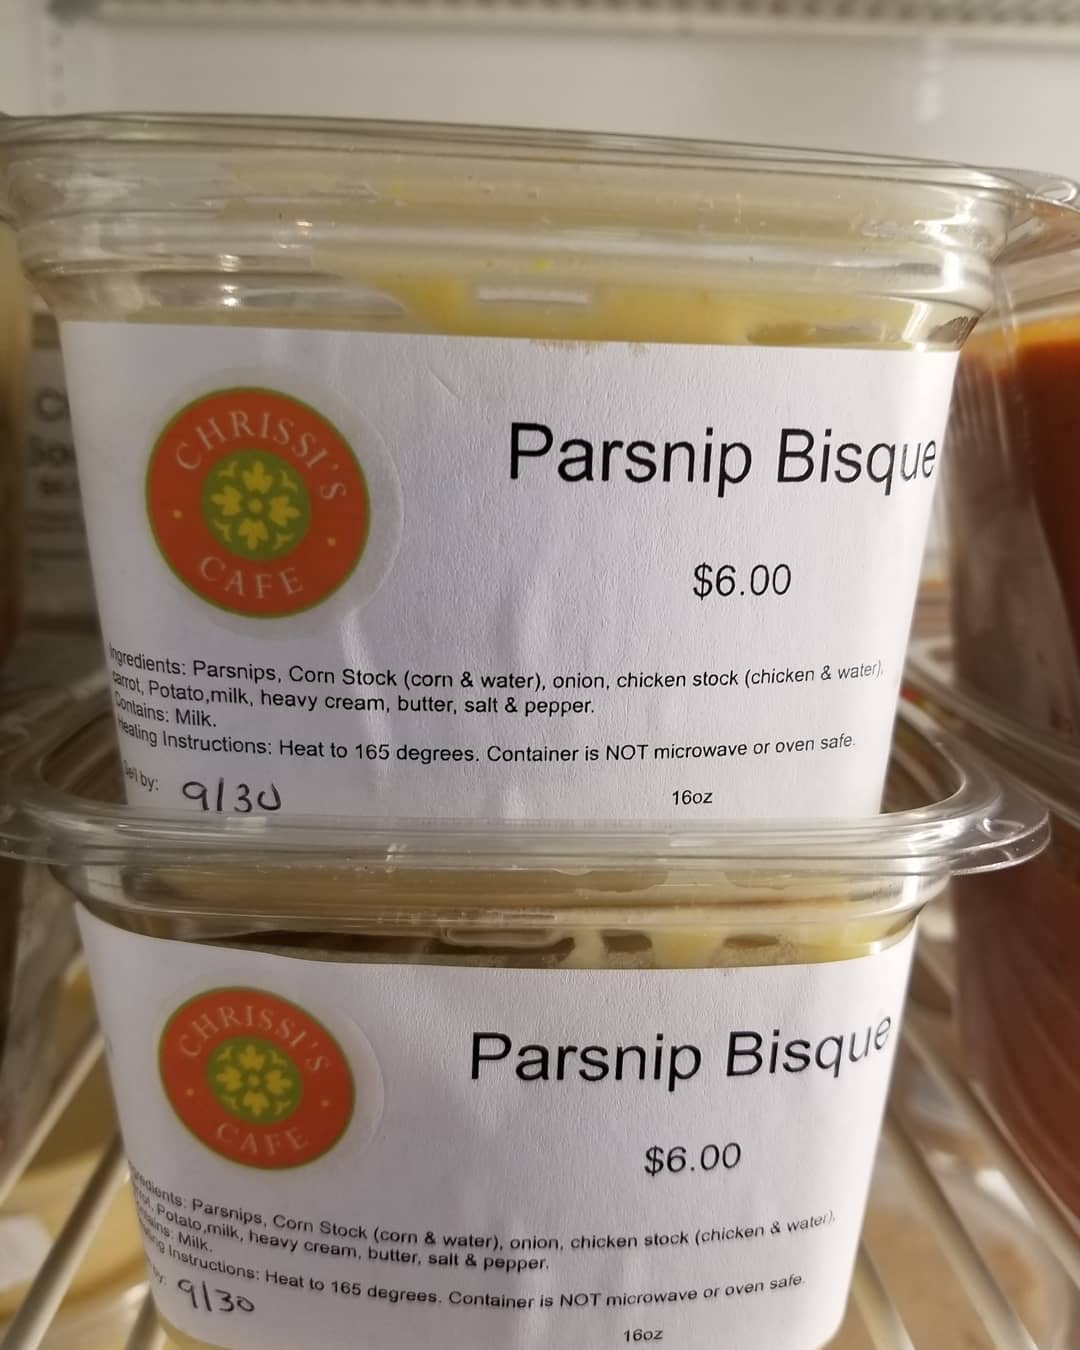 CHRISSI'S
CAFE
Parsnip Bisque
$6.00
Ingredients: Parsnips, Corn Stock (corn & water), onion, chicken stock (chicken & water),
carrot, Potato,milk, heavy cream, butter, salt & pepper.
Contains: Milk.
Heating Instructions: Heat to 165 degrees. Container is NOT microwave or oven safe.
Sell by: 9/30
16oz
CHRISSI'S
CAFE
Parsnip Bisque
$6.00
Parsnips, Corn Stock (corn & water), onion, chicken stock (chicken & water),
Potato,milk, heavy cream, butter, salt & pepper.
Milk.
Instructions: Heat to 165 degrees. Container is NOT microwave or oven safe.
9/30
16oz